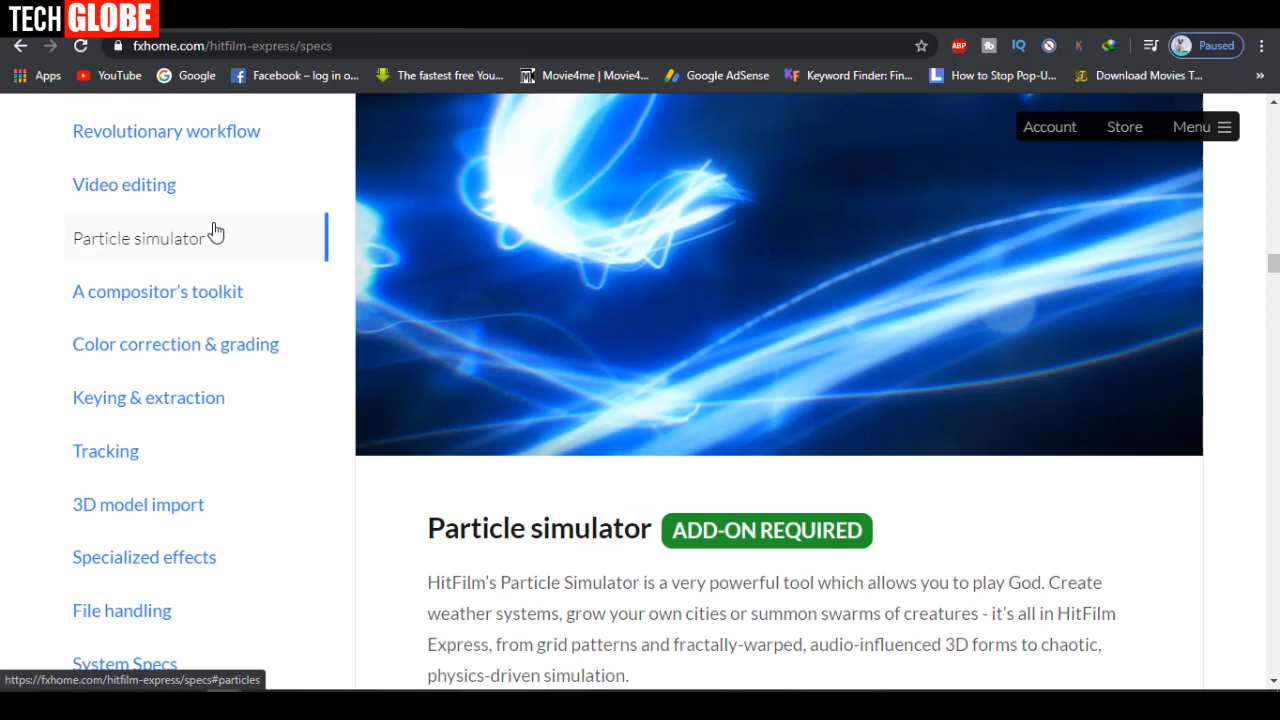 TECH GLOBE
fxhome.com/hitfilm-express/specs
ABP
tb
IQ
K
Paused
Apps
YouTube
Google
Facebook – log in o...
The fastest free You...
Movie4me | Movie4...
Google AdSense
KF
Keyword Finder: Fin...
L
How to Stop Pop-U...
Download Movies T...
»
Account
Store
Menu
Revolutionary workflow
Video editing
Particle simulator
A compositor's toolkit
Color correction & grading
Keying & extraction
Tracking
3D model import
Specialized effects
File handling
System Specs
Particle simulator ADD-ON REQUIRED
HitFilm's Particle Simulator is a very powerful tool which allows you to play God. Create
weather systems, grow your own cities or summon swarms of creatures - it's all in HitFilm
Express, from grid patterns and fractally-warped, audio-influenced 3D forms to chaotic,
physics-driven simulation.
https://fxhome.com/hitfilm-express/specs#particles